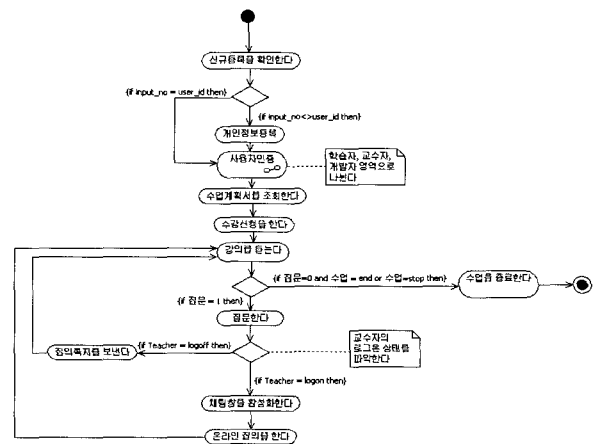 신규등록을 확인한다
{if input_no = user_id then}
{if input_no<>user_id then}
개인정보등록
사용자인증
학습자, 교수자,
개발자 영역으로
나뉜다
수업계획서를 조회한다
수강신청을 한다
강의를 듣는다
{if 질문=0 and 수업 = end or 수업=stop then}
수업을 종료한다
{if 질문 = 1 then}
질문한다
교수자의
로그온 상태를
파악한다
{if Teacher = logoff then}
질의쪽지를 보낸다
{if Teacher = logon then}
채팅창을 활성화한다
온라인 질의를 한다